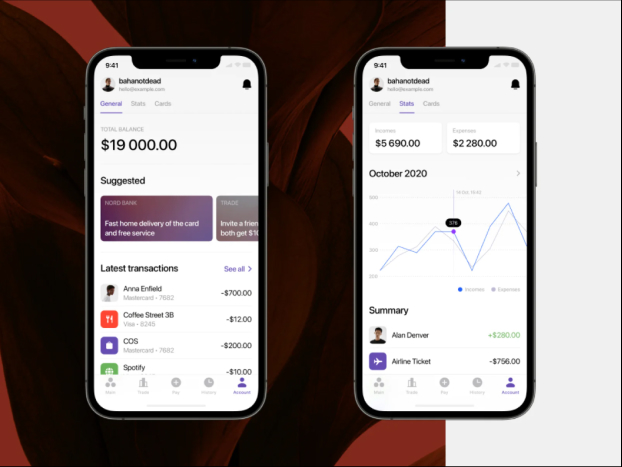 9:41
bahanotdead
hello@example.com
General Stats Cards
TOTAL BALANCE
$19 000.00
Suggested
NORD BANK
Fast home delivery of the card
and free service
TRADE
Invite a frien
both get $10
Latest transactions
See all
Anna Enfield
Mastercard - 7682
-$700.00
Coffee Street 3B
Visa - 6245
-$12.00
COS
Mastercard - 7682
-$200.00
Spotify
-$10.00
Main Trade Pay History Account
9:41
bahanotdead
hello@example.com
General Stats Cards
Incomes
$5 690.00
Expenses
$2 280.00
October 2020
500
400
300
200
376
Incomes Expenses
Summary
Alan Denver
+$280.00
Airline Ticket
-$756.00
Main Trade Pay History Account